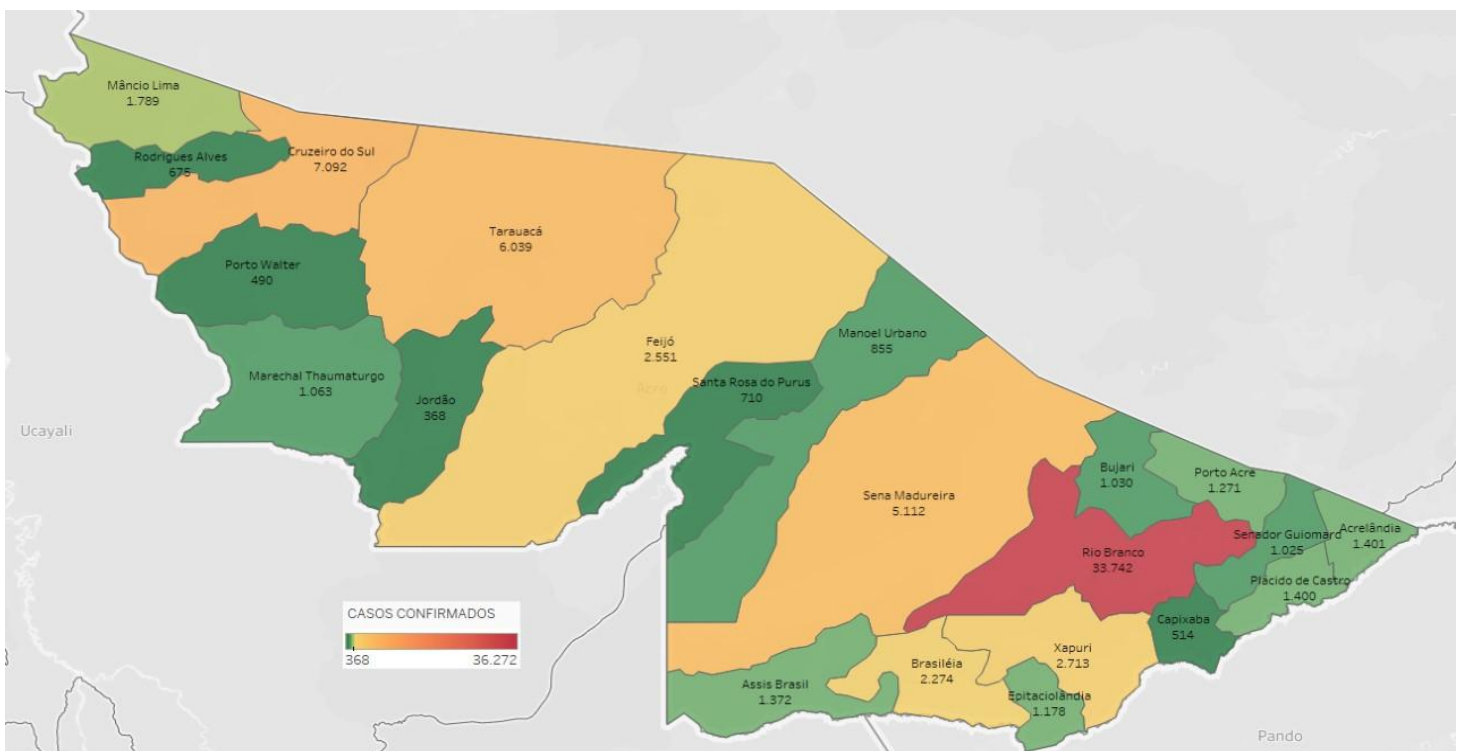 Mâncio Lima
1.789
Rodrigues Alves
675
Cruzeiro do Sul
7.092
Tarauacá
6.039
Porto Walter
490
Feijó
2.551
Manoel Urbano
855
Marechal Thaumaturgo
1.063
Jordão
368
Santa Rosa do Purus
710
Acre
Ucayali
Sena Madureira
5.112
Bujari
1.030
Porto Acre
1.271
Senador Guiomard
1.025
Acrelândia
1.401
Rio Branco
33.742
Plácido de Castro
1.400
Capixaba
514
CASOS CONFIRMADOS
368
36.272
Xapuri
2.713
Brasiléia
2.274
Assis Brasil
1.372
Epitaciolândia
1.178
Pando